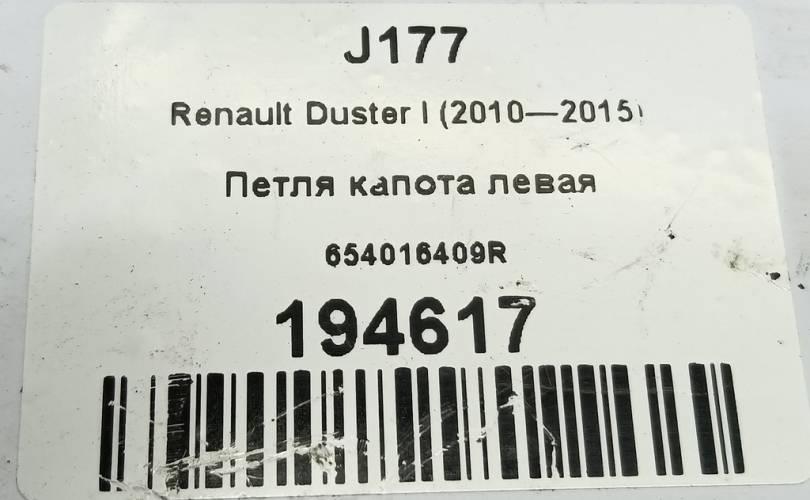 J177
Renault Duster I (2010—2015)
Петля капота левая
654016409R
194617